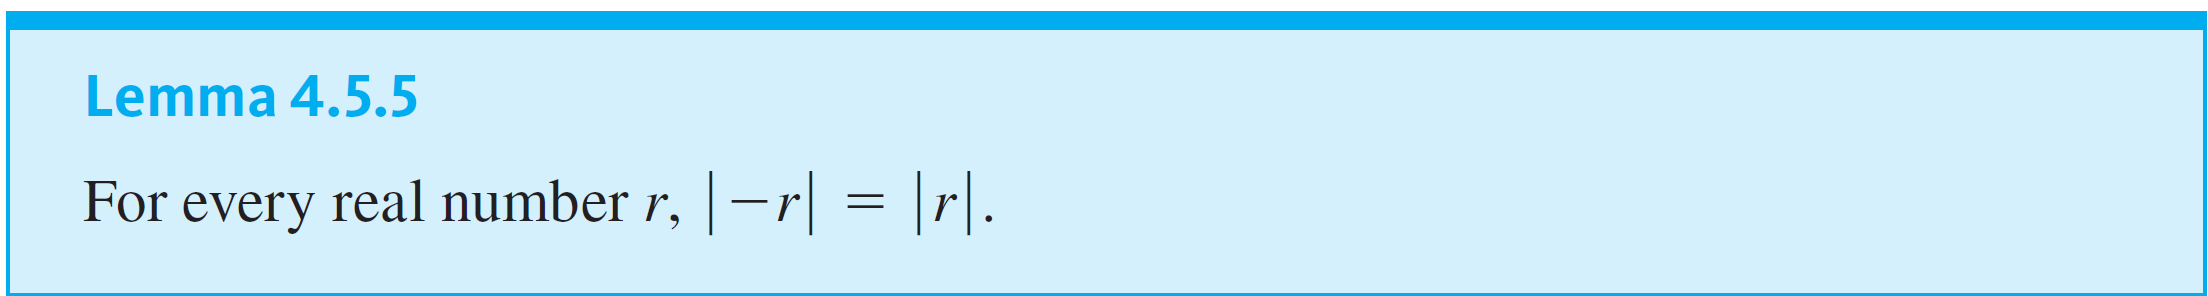 Lemma 4.5.5
For every real number r, |−r| = |r|.